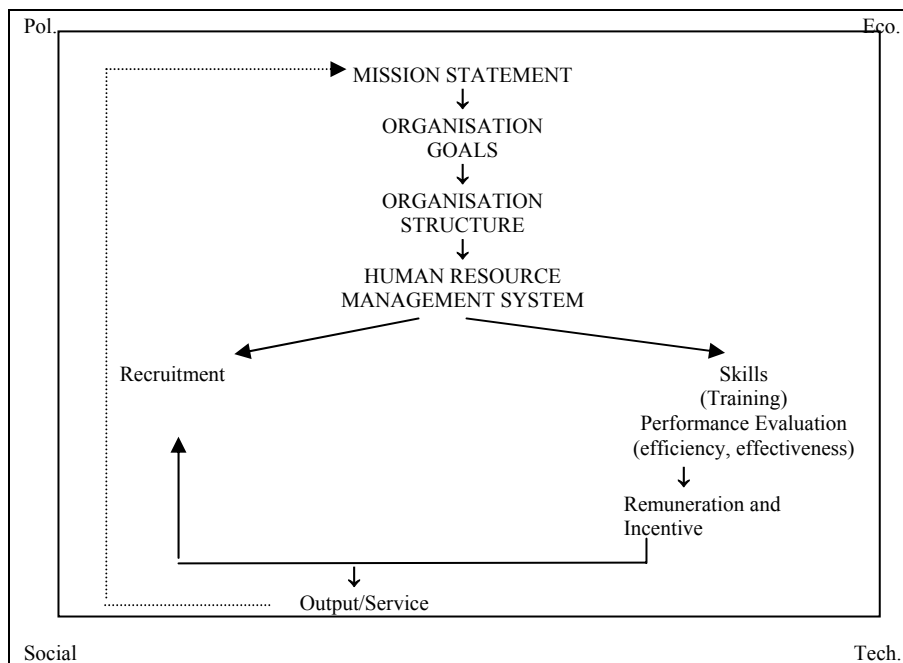 Pol.
Eco.
MISSION STATEMENT
ORGANISATION
GOALS
ORGANISATION
STRUCTURE
HUMAN RESOURCE
MANAGEMENT SYSTEM
Recruitment
Skills
(Training)
Performance Evaluation
(efficiency, effectiveness)
Remuneration and
Incentive
Output/Service
Social
Tech.